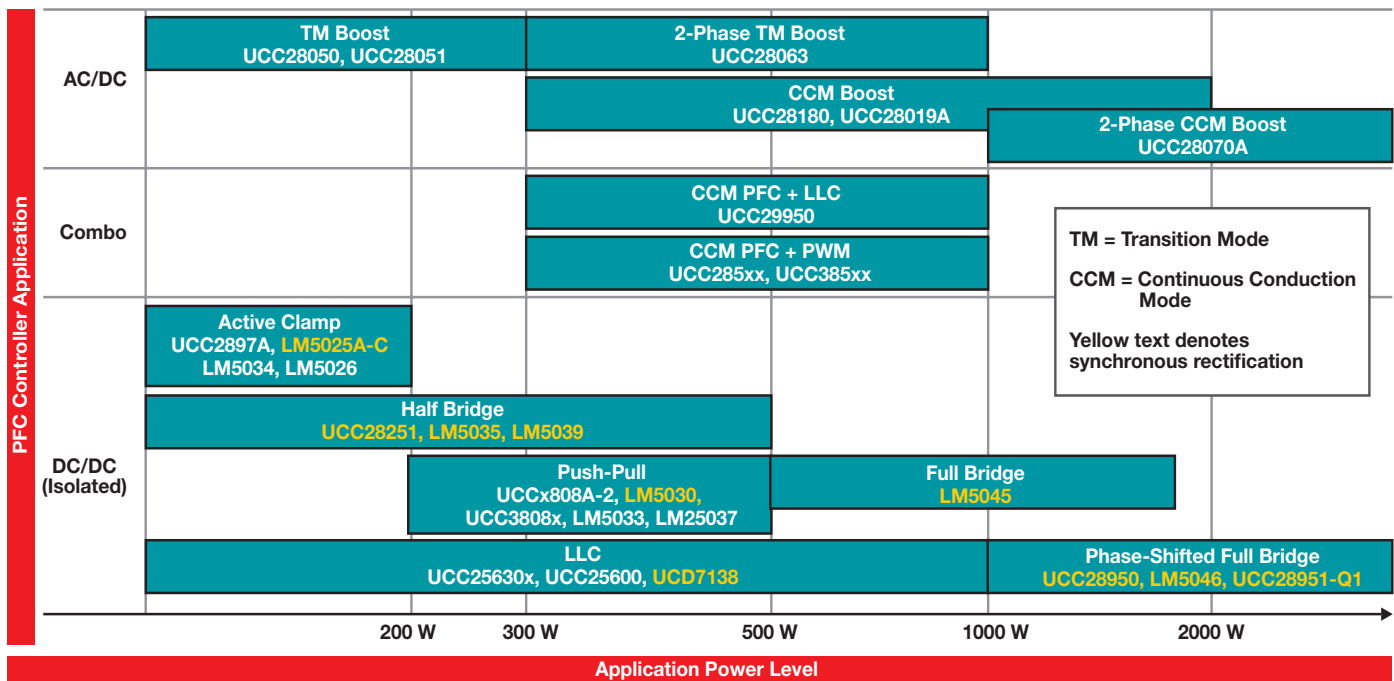 PFC Controller Application
AC/DC
TM Boost
UCC28050, UCC28051
2-Phase TM Boost
UCC28063
CCM Boost
UCC28180, UCC28019A
2-Phase CCM Boost
UCC28070A
Combo
CCM PFC + LLC
UCC29950
CCM PFC + PWM
UCC285xx, UCC385xx
TM = Transition Mode
CCM = Continuous Conduction
Mode
Yellow text denotes
synchronous rectification
DC/DC
(Isolated)
Active Clamp
UCC2897A, LM5025A-C
LM5034, LM5026
Half Bridge
UCC28251, LM5035, LM5039
Push-Pull
UCCx808A-2, LM5030,
UCC3808x, LM5033, LM25037
Full Bridge
LM5045
LLC
UCC25630x, UCC25600, UCD7138
Phase-Shifted Full Bridge
UCC28950, LM5046, UCC28951-Q1
200 W
300 W
500 W
1000 W
2000 W
Application Power Level